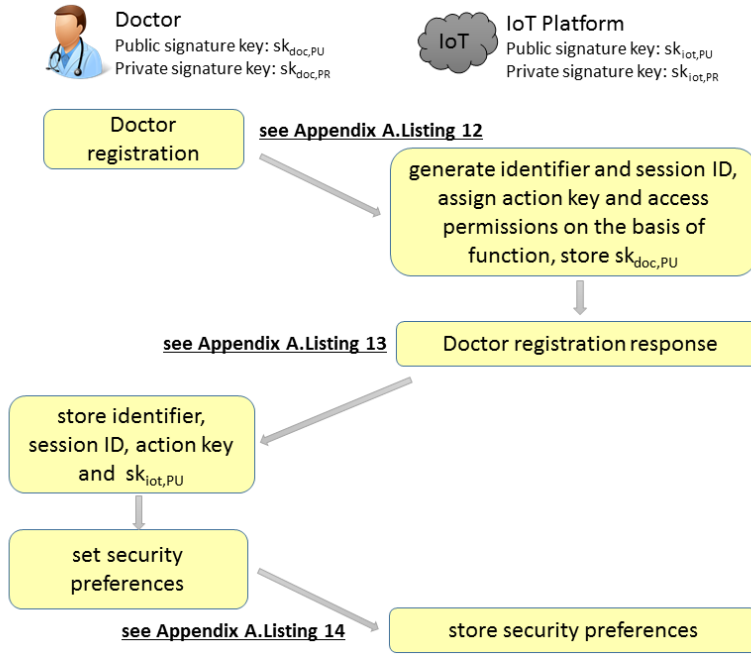 Doctor
Public signature key: sk_doc,PU
Private signature key: sk_doc,PR
IoT
IoT Platform
Public signature key: sk_iot,PU
Private signature key: sk_iot,PR
Doctor
registration
see Appendix A.Listing 12
generate identifier and session ID,
assign action key and access
permissions on the basis of
function, store sk_doc,PU
see Appendix A.Listing 13
Doctor registration response
store identifier,
session ID, action key
and sk_iot,PU
set security
preferences
see Appendix A.Listing 14
store security preferences